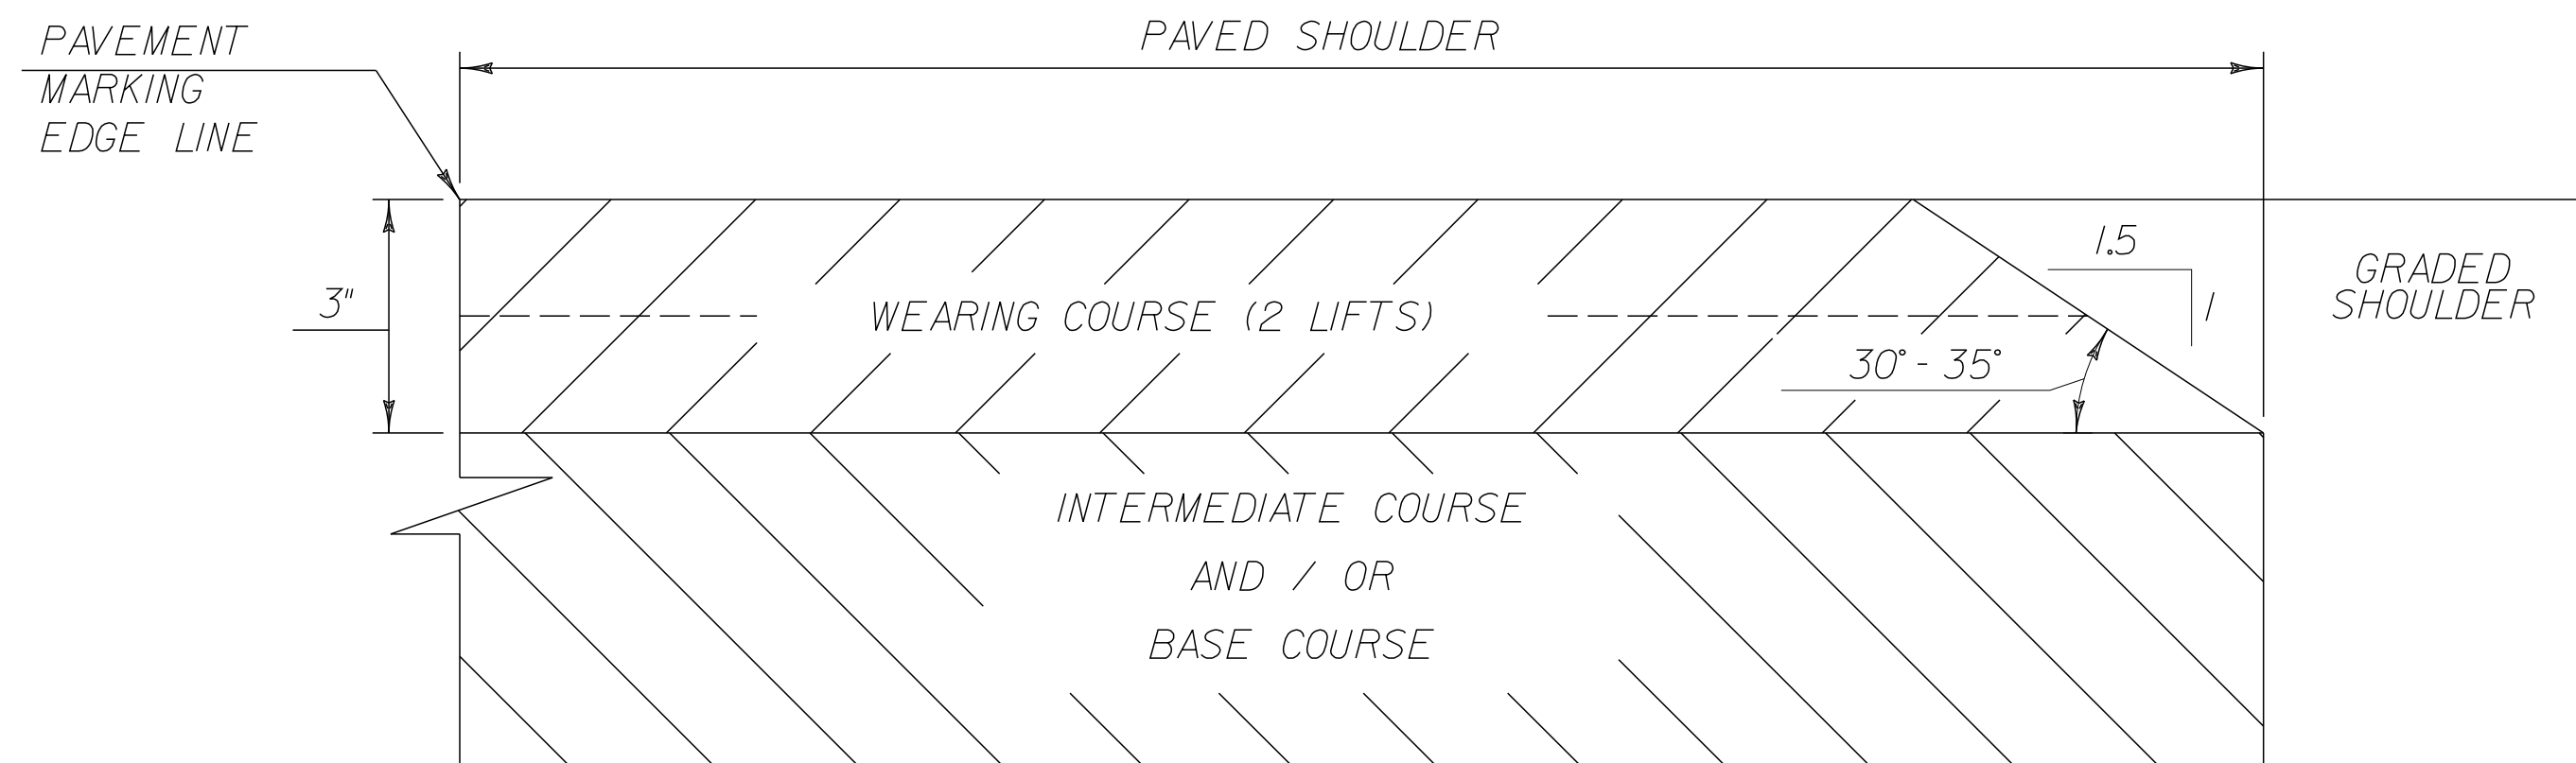 PAVEMENT
MARKING
EDGE LINE
PAVED SHOULDER
3"
WEARING COURSE (2 LIFTS)
1.5
1
30° - 35°
GRADED
SHOULDER
INTERMEDIATE COURSE
AND / OR
BASE COURSE